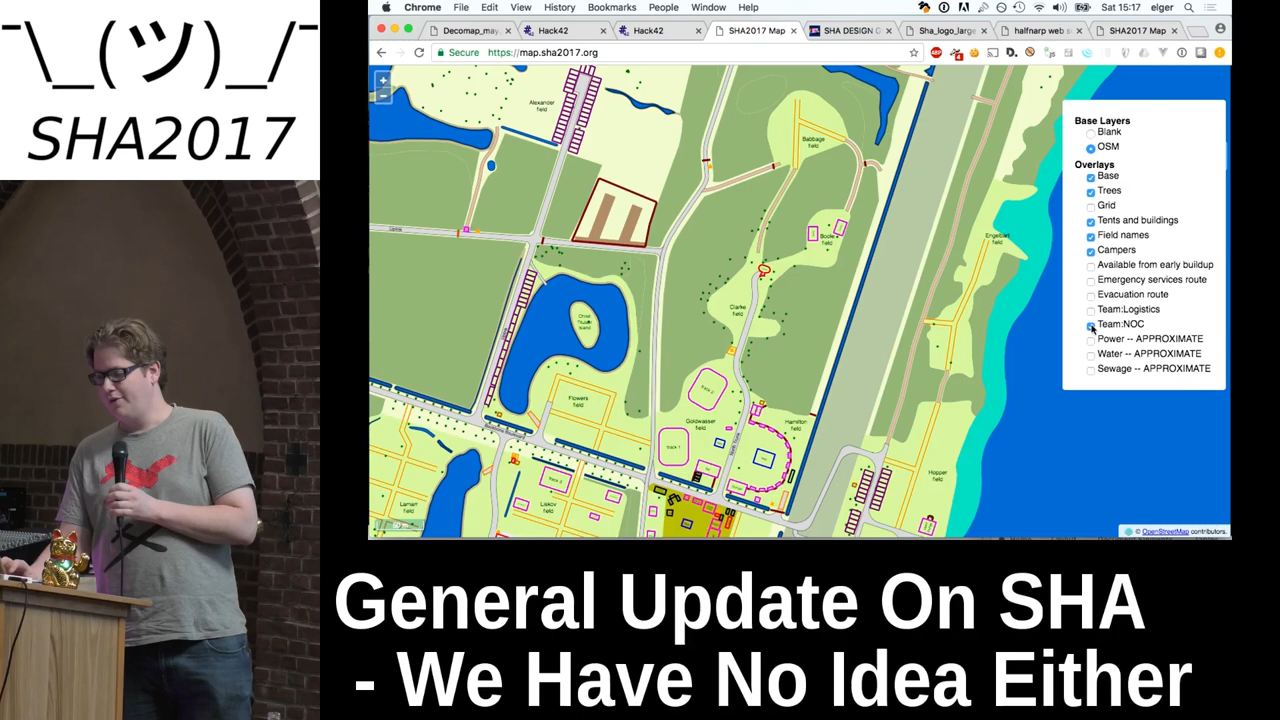 ¯\_(ツ)_/¯
SHA2017
Chrome File Edit View History Bookmarks People Window Help
Sat 15:17 elger
Decomap_may
Hack42
Hack42
SHA2017 Map
SHA DESIGN G
Sha_logo_large
halfnarp web s
SHA2017 Map
Secure https://map.sha2017.org
+
−
Base Layers
Blank
OSM
Overlays
Base
Trees
Grid
Tents and buildings
Field names
Campers
Available from early buildup
Emergency services route
Evacuation route
Team:Logistics
Team:NOC
Power -- APPROXIMATE
Water -- APPROXIMATE
Sewage -- APPROXIMATE
Alexander
field
Babbage
field
Boole
field
Engelbart
field
Clarke
field
Flowers
field
Goldwasser
field
Hamilton
field
Hopper
field
Lamarr
field
Liskov
field
© OpenStreetMap contributors.
General Update On SHA
- We Have No Idea Either